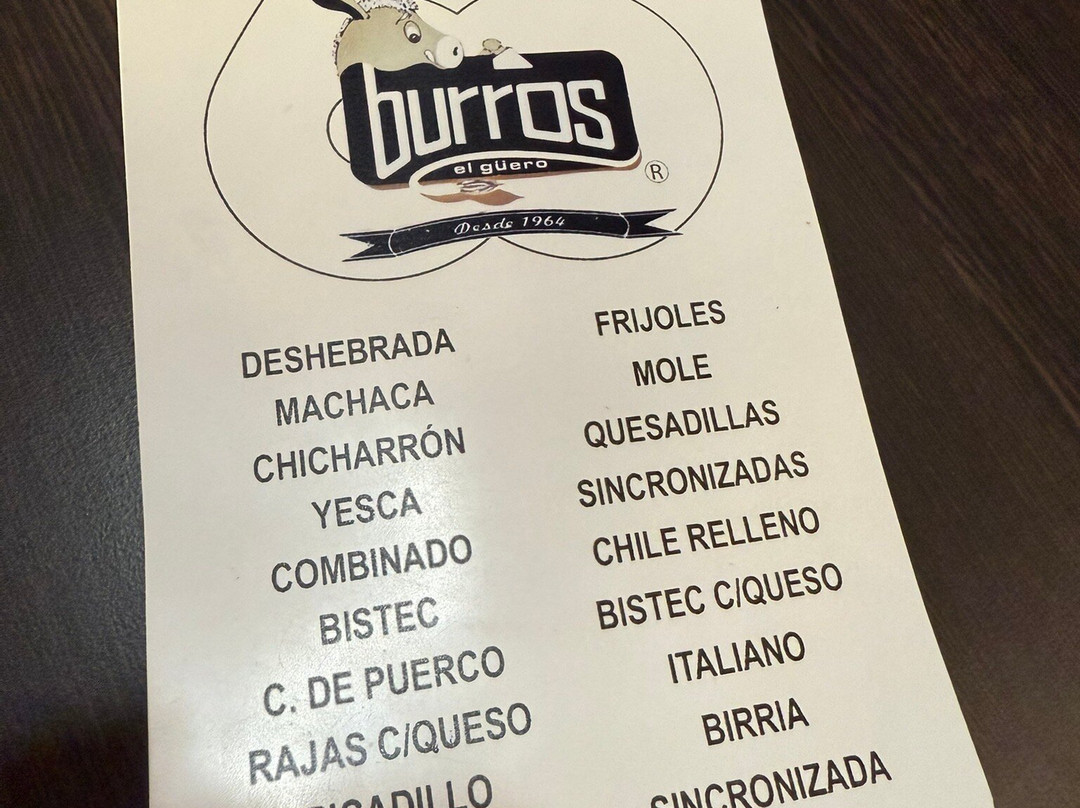 burros
el güero
®
Desde 1964
DESHEBRADA
MACHACA
CHICHARRÓN
YESCA
COMBINADO
BISTEC
C. DE PUERCO
RAJAS C/QUESO
FRIJOLES
MOLE
QUESADILLAS
SINCRONIZADAS
CHILE RELLENO
BISTEC C/QUESO
ITALIANO
BIRRIA
SINCRONIZADA